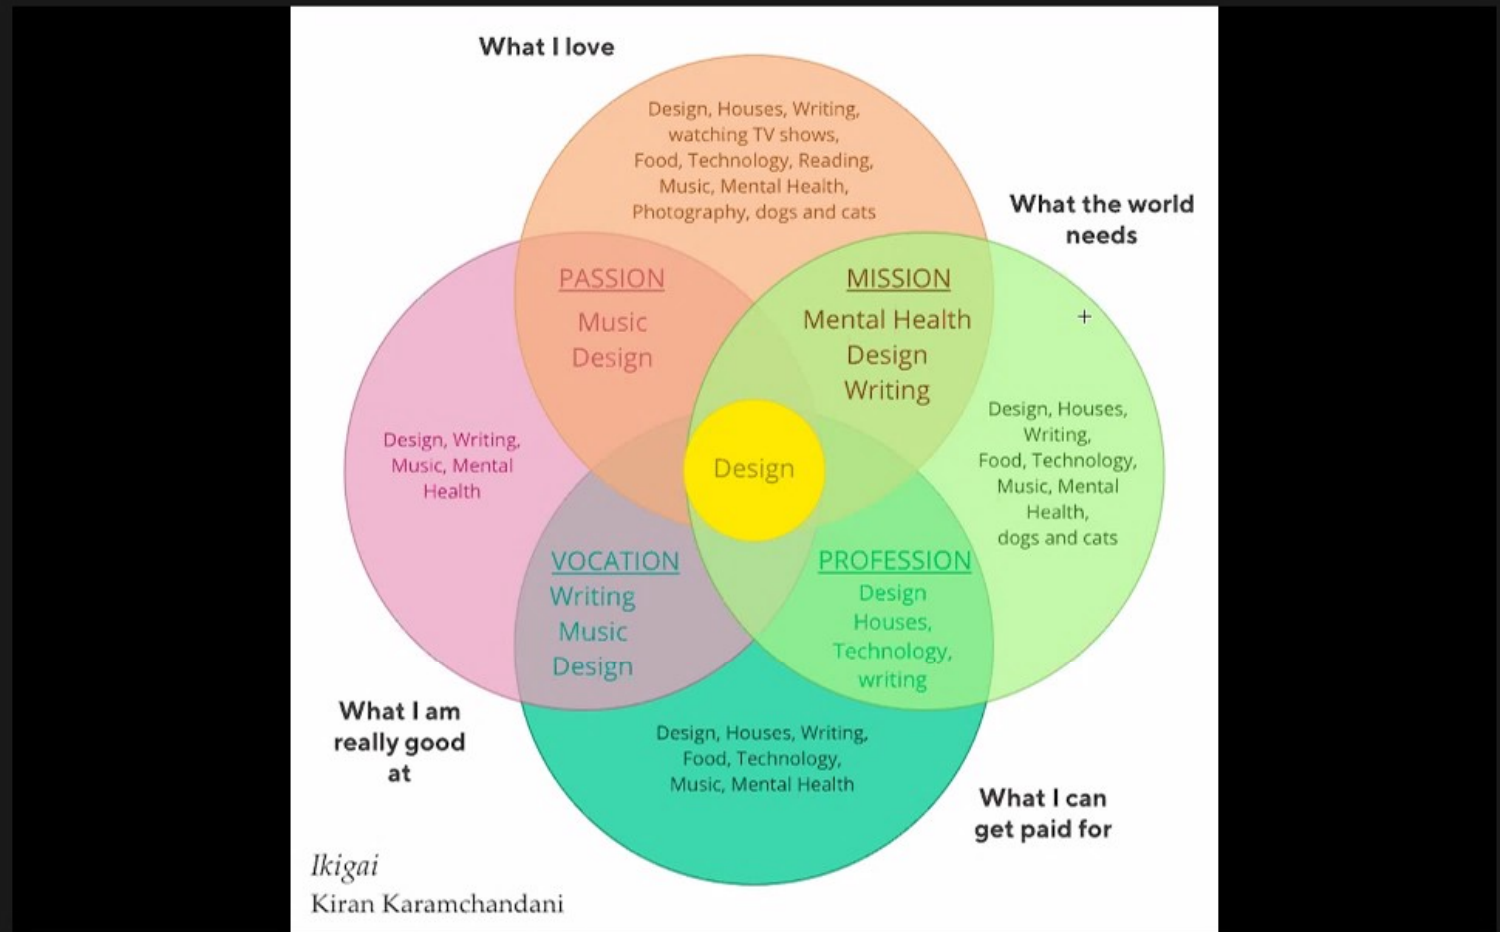 What I love
Design, Houses, Writing,
watching TV shows,
Food, Technology, Reading,
Music, Mental Health,
Photography, dogs and cats
What the world
needs
PASSION
Music
Design
MISSION
Mental Health
Design
Writing
Design, Writing,
Music, Mental
Health
Design
Design, Houses,
Writing,
Food, Technology,
Music, Mental
Health,
dogs and cats
VOCATION
Writing
Music
Design
PROFESSION
Design
Houses,
Technology,
writing
What I am
really good
at
Design, Houses, Writing,
Food, Technology,
Music, Mental Health
What I can
get paid for
Ikigai
Kiran Karamchandani